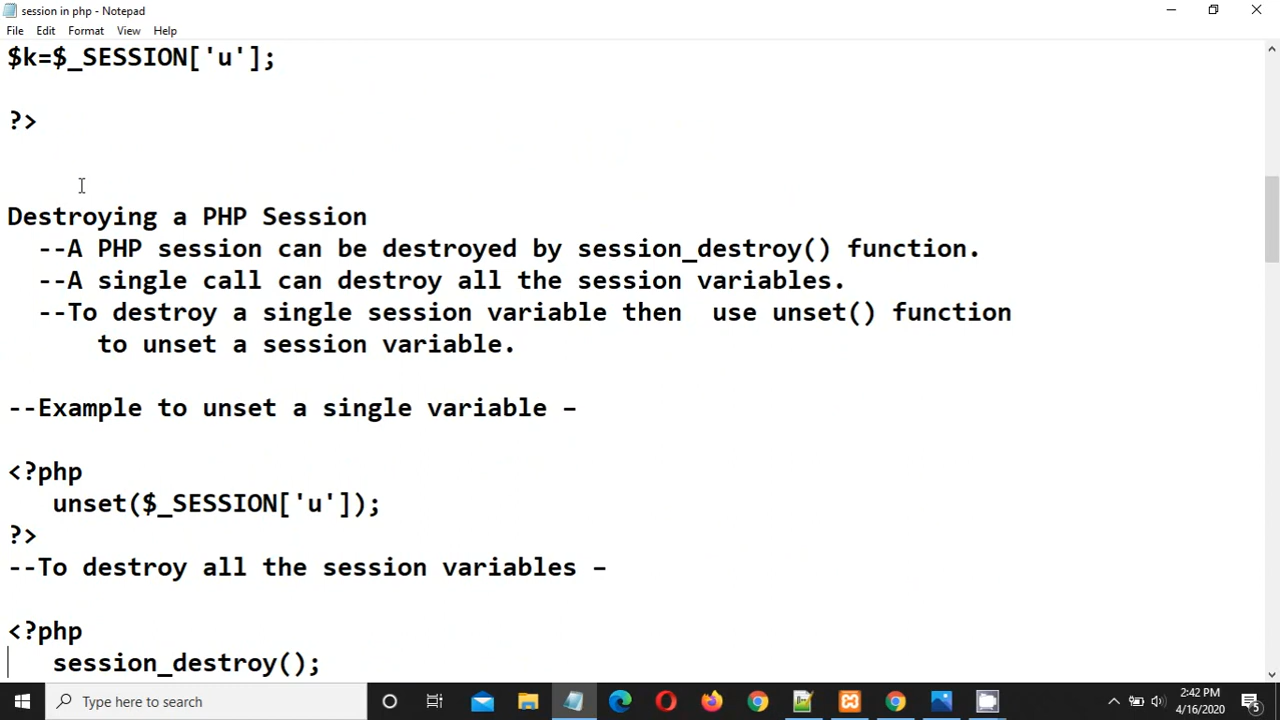 session in php - Notepad
File Edit Format View Help
$k=$_SESSION['u'];
?>
Destroying a PHP Session
--A PHP session can be destroyed by session_destroy() function.
--A single call can destroy all the session variables.
--To destroy a single session variable then  use unset() function
to unset a session variable.
--Example to unset a single variable –
<?php
unset($_SESSION['u']);
?>
--To destroy all the session variables –
<?php
session_destroy();
Type here to search
2:42 PM
4/16/2020
5